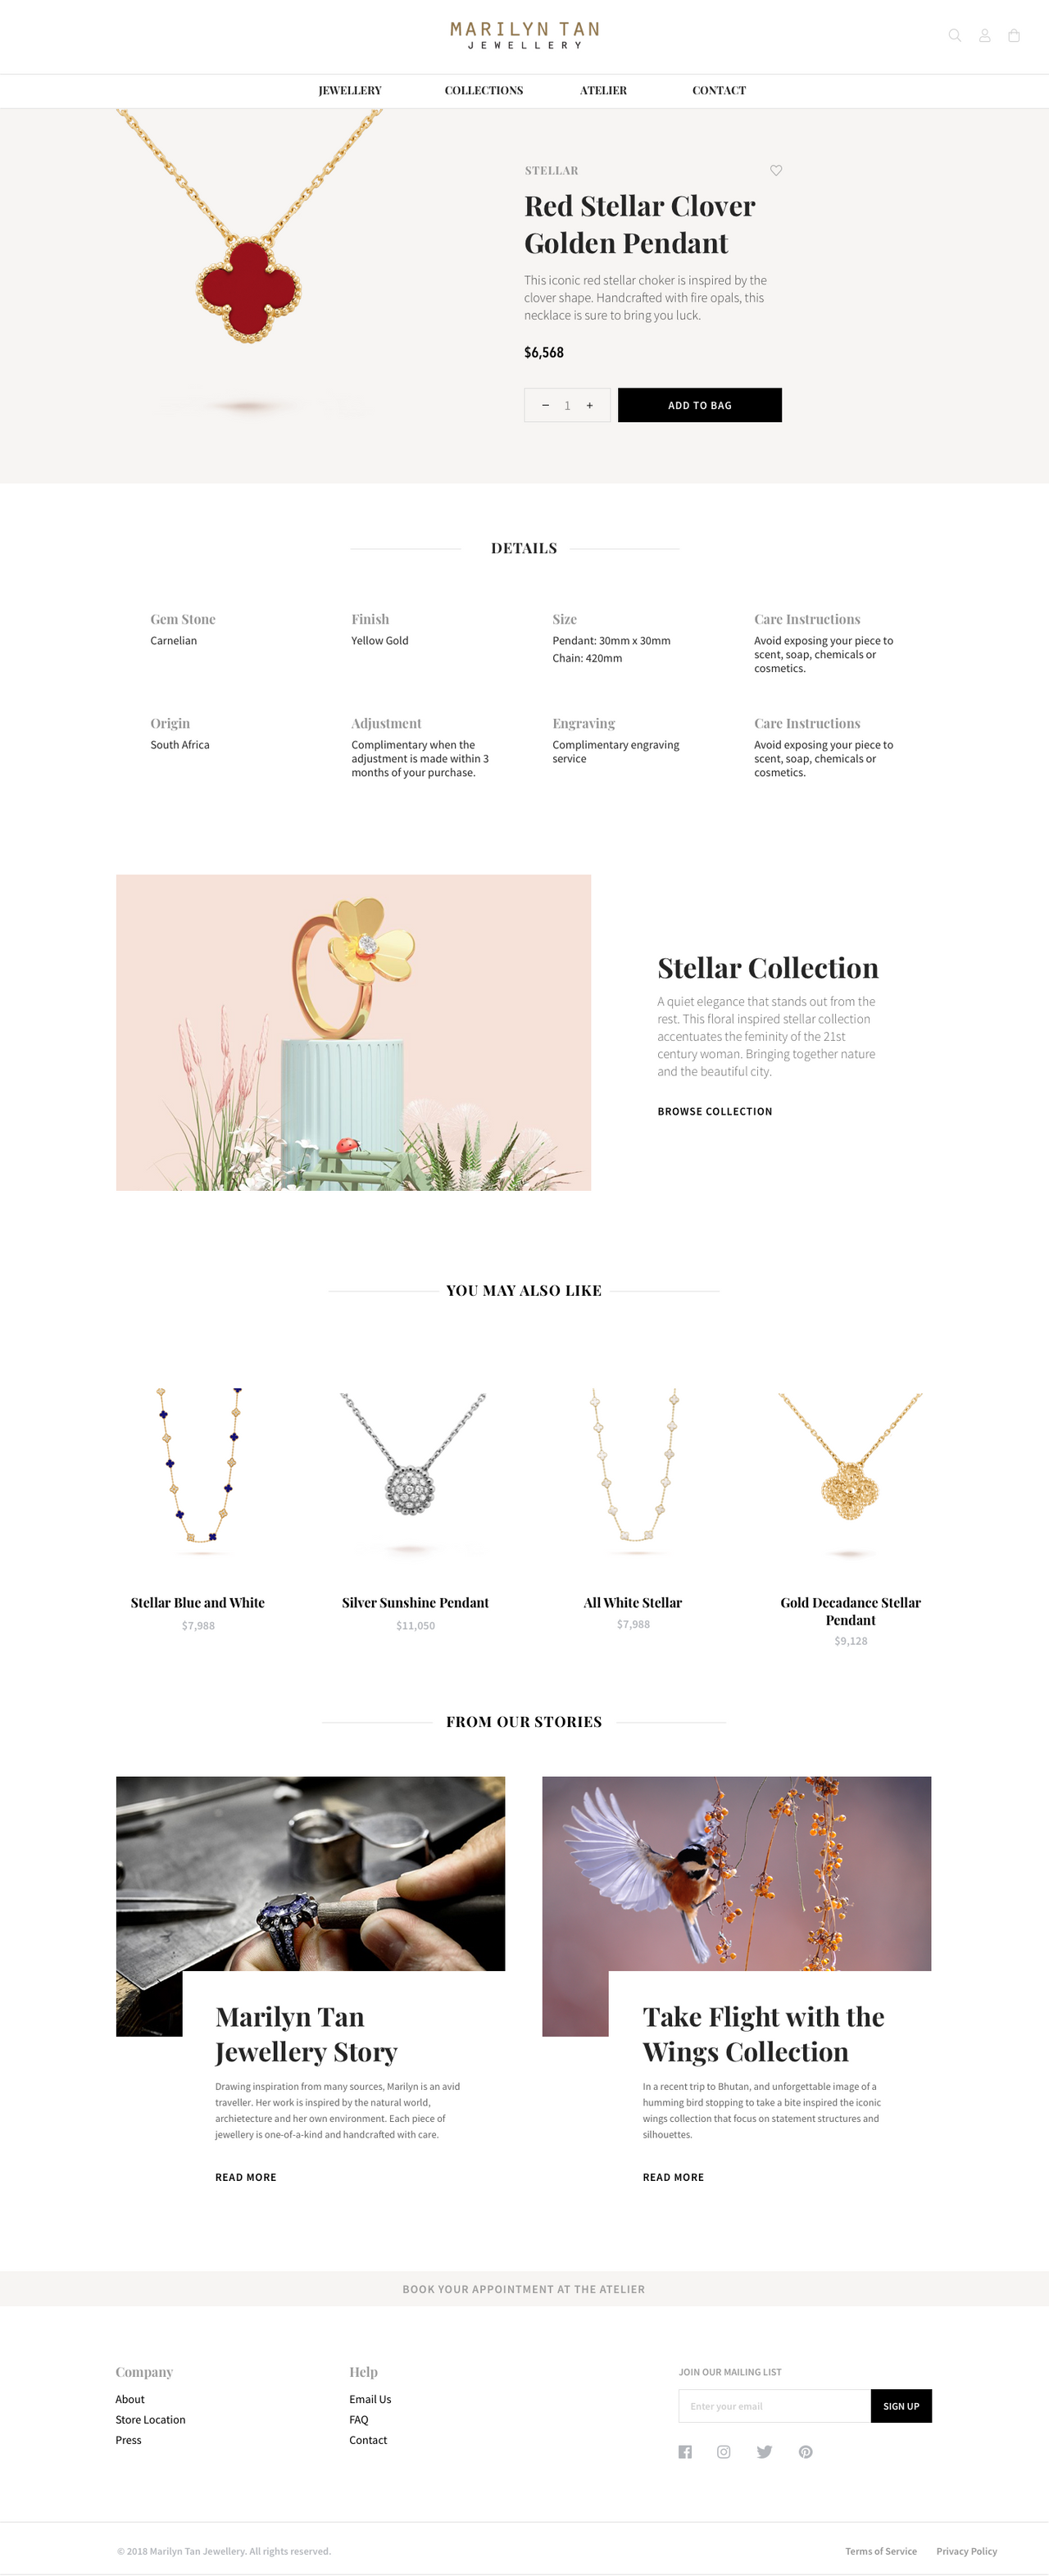 MARILYN TAN
JEWELLERY
JEWELLERY COLLECTIONS ATELIER CONTACT
STELLAR
Red Stellar Clover
Golden Pendant
This iconic red stellar choker is inspired by the
clover shape. Handcrafted with fire opals, this
necklace is sure to bring you luck.
$6,568
− 1 + ADD TO BAG
DETAILS
Gem Stone
Carnelian
Finish
Yellow Gold
Size
Pendant: 30mm x 30mm
Chain: 420mm
Care Instructions
Avoid exposing your piece to
scent, soap, chemicals or
cosmetics.
Origin
South Africa
Adjustment
Complimentary when the
adjustment is made within 3
months of your purchase.
Engraving
Complimentary engraving
service
Care Instructions
Avoid exposing your piece to
scent, soap, chemicals or
cosmetics.
Stellar Collection
A quiet elegance that stands out from the
rest. This floral inspired stellar collection
accentuates the feminity of the 21st
century woman. Bringing together nature
and the beautiful city.
BROWSE COLLECTION
YOU MAY ALSO LIKE
Stellar Blue and White
$7,988
Silver Sunshine Pendant
$11,050
All White Stellar
$7,988
Gold Decadance Stellar
Pendant
$9,128
FROM OUR STORIES
Marilyn Tan
Jewellery Story
Drawing inspiration from many sources, Marilyn is an avid
traveller. Her work is inspired by the natural world,
archietecture and her own environment. Each piece of
jewellery is one-of-a-kind and handcrafted with care.
READ MORE
Take Flight with the
Wings Collection
In a recent trip to Bhutan, and unforgettable image of a
humming bird stopping to take a bite inspired the iconic
wings collection that focus on statement structures and
silhouettes.
READ MORE
BOOK YOUR APPOINTMENT AT THE ATELIER
Company
About
Store Location
Press
Help
Email Us
FAQ
Contact
JOIN OUR MAILING LIST
Enter your email SIGN UP
© 2018 Marilyn Tan Jewellery. All rights reserved.
Terms of Service Privacy Policy